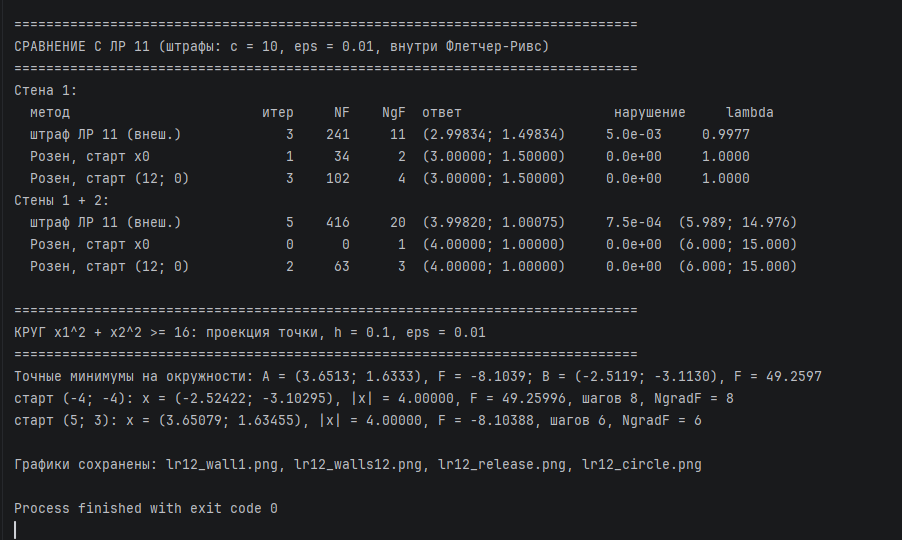 ==============================================================================
СРАВНЕНИЕ С ЛР 11 (штрафы: c = 10, eps = 0.01, внутри Флетчер-Ривс)
==============================================================================
Стена 1:
  метод                        итер     NF     NgF  ответ                   нарушение     lambda
  штраф ЛР 11 (внеш.)             3    241      11  (2.99834; 1.49834)     5.0e-03     0.9977
  Розен, старт x0                 1     34       2  (3.00000; 1.50000)     0.0e+00     1.0000
  Розен, старт (12; 0)            3    102       4  (3.00000; 1.50000)     0.0e+00     1.0000
Стены 1 + 2:
  штраф ЛР 11 (внеш.)             5    416      20  (3.99820; 1.00075)     7.5e-04  (5.989; 14.976)
  Розен, старт x0                 0      0       1  (4.00000; 1.00000)     0.0e+00  (6.000; 15.000)
  Розен, старт (12; 0)            2     63       3  (4.00000; 1.00000)     0.0e+00  (6.000; 15.000)
==============================================================================
КРУГ x1^2 + x2^2 >= 16: проекция точки, h = 0.1, eps = 0.01
==============================================================================
Точные минимумы на окружности: A = (3.6513; 1.6333), F = -8.1039; B = (-2.5119; -3.1130), F = 49.2597
старт (-4; -4): x = (-2.52422; -3.10295), |x| = 4.00000, F = 49.25996, шагов 8, NgradF = 8
старт (5; 3): x = (3.65079; 1.63455), |x| = 4.00000, F = -8.10388, шагов 6, NgradF = 6
Графики сохранены: lr12_wall1.png, lr12_walls12.png, lr12_release.png, lr12_circle.png
Process finished with exit code 0